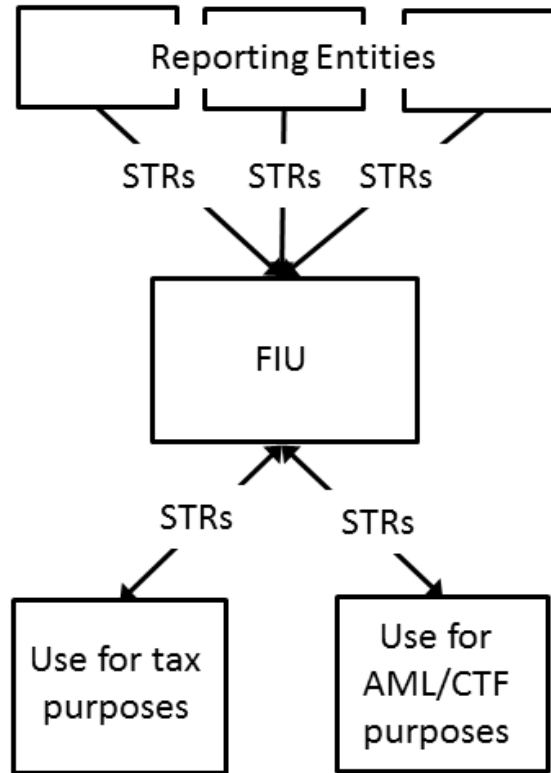 Reporting Entities
STRs STRs STRs
FIU
STRs STRs
Use for tax
purposes
Use for
AML/CTF
purposes